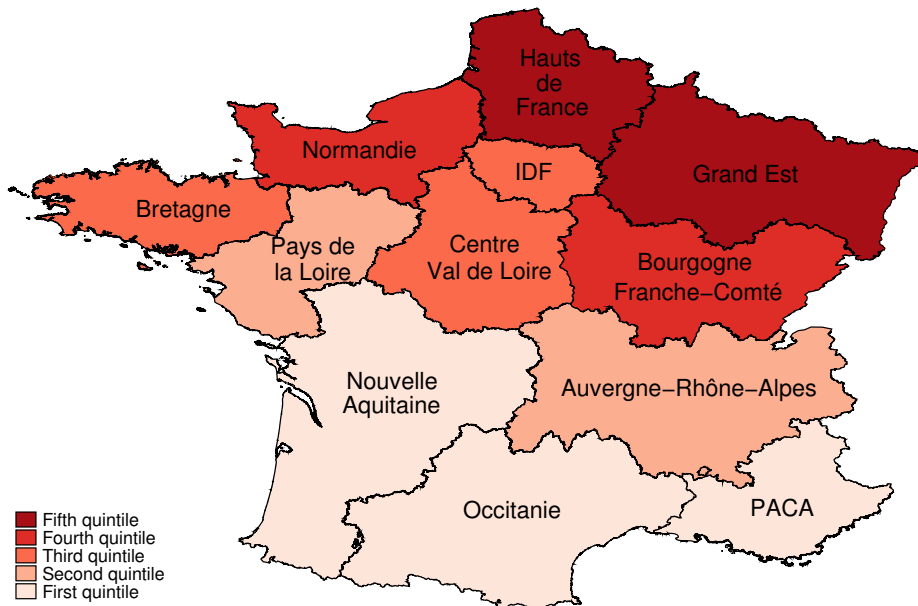 Hauts
de
France
Normandie
IDF
Grand Est
Bretagne
Pays de
la Loire
Centre
Val de Loire
Bourgogne
Franche−Comté
Nouvelle
Aquitaine
Auvergne−Rhône−Alpes
Occitanie
PACA
Fifth quintile
Fourth quintile
Third quintile
Second quintile
First quintile